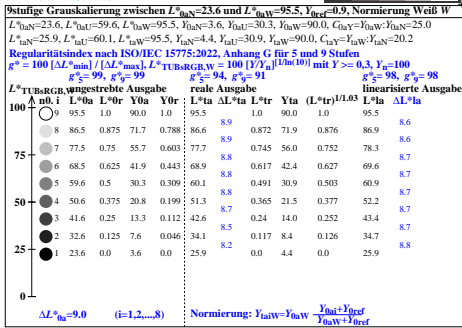 9stufige Grauskalierung zwischen L*0aN=23.6 und L*0aW=95.5, Y0ref=0.9, Normierung Weiß W
L*0aN=23.6, L*0aU=59.6, L*0aW=95.5, Y0aN=3.6, Y0aU=30.3, Y0aW=90.0, C0aY=Y0aW:Y0aN=25.0
L*taN=25.9, L*taU=60.1, L*taW=95.5, YtaN=4.4, YtaU=30.9, YtaW=90.0, CtaY=YtaW:YtaN=20.2
Regularitätsindex nach ISO/IEC 15775:2022, Anhang G für 5 und 9 Stufen
g* = 100 [ΔL*min] / [ΔL*max], L*TUBsRGB,W = 100 [Y/Yn]^[1/ln(10)] mit Y >=0.3, Yn=100
g*5= 99, g*9= 99 g*5= 94, g*9= 91 g*5= 98, g*9= 98
L*TUBsRGB,W angestrebte Ausgabe reale Ausgabe linearisierte Ausgabe
100 n0. i L*0a L*0r Y0a Y0r L*ta ΔL*ta L*tr Yta (L*tr)^1/1.03 L*la ΔL*la
9 95.5 1.0 90.0 1.0 95.5 1.0 90.0 1.0 95.5
8.9 8.6
8 86.5 0.875 71.7 0.788 86.6 0.872 71.9 0.876 86.9
8.9 8.6
7 77.5 0.75 55.7 0.603 77.7 0.745 56.0 0.752 78.3
75
8.8 8.7
6 68.5 0.625 41.9 0.443 68.9 0.617 42.4 0.627 69.6
8.8 8.7
5 59.6 0.5 30.3 0.309 60.1 0.491 30.9 0.503 60.9
8.8 8.7
50 4 50.6 0.375 20.8 0.199 51.3 0.365 21.5 0.377 52.2
8.7 8.8
3 41.6 0.25 13.3 0.112 42.6 0.24 14.0 0.252 43.4
8.5 8.7
2 32.6 0.125 7.6 0.046 34.1 0.117 8.4 0.126 34.7
8.2 8.8
25 1 23.6 0.0 3.6 0.0 25.9 0.0 4.4 0.0 25.9
0
ΔL*0a=9.0 (i=1,2,...,8) Normierung: YtaiW=Y0aW (Y0ai+Y0ref)/(Y0aW+Y0ref)